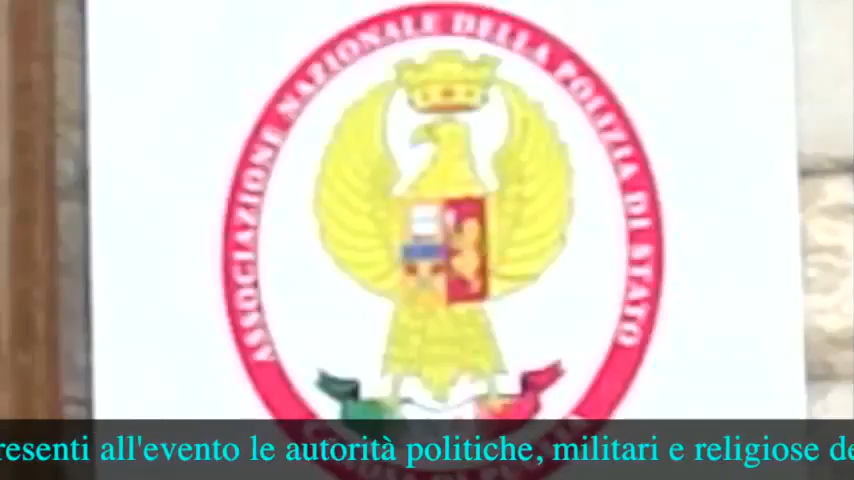 ASSOCIAZIONE NAZIONALE DELLA POLIZIA DI STATO
resenti all'evento le autorità politiche, militari e religiose de